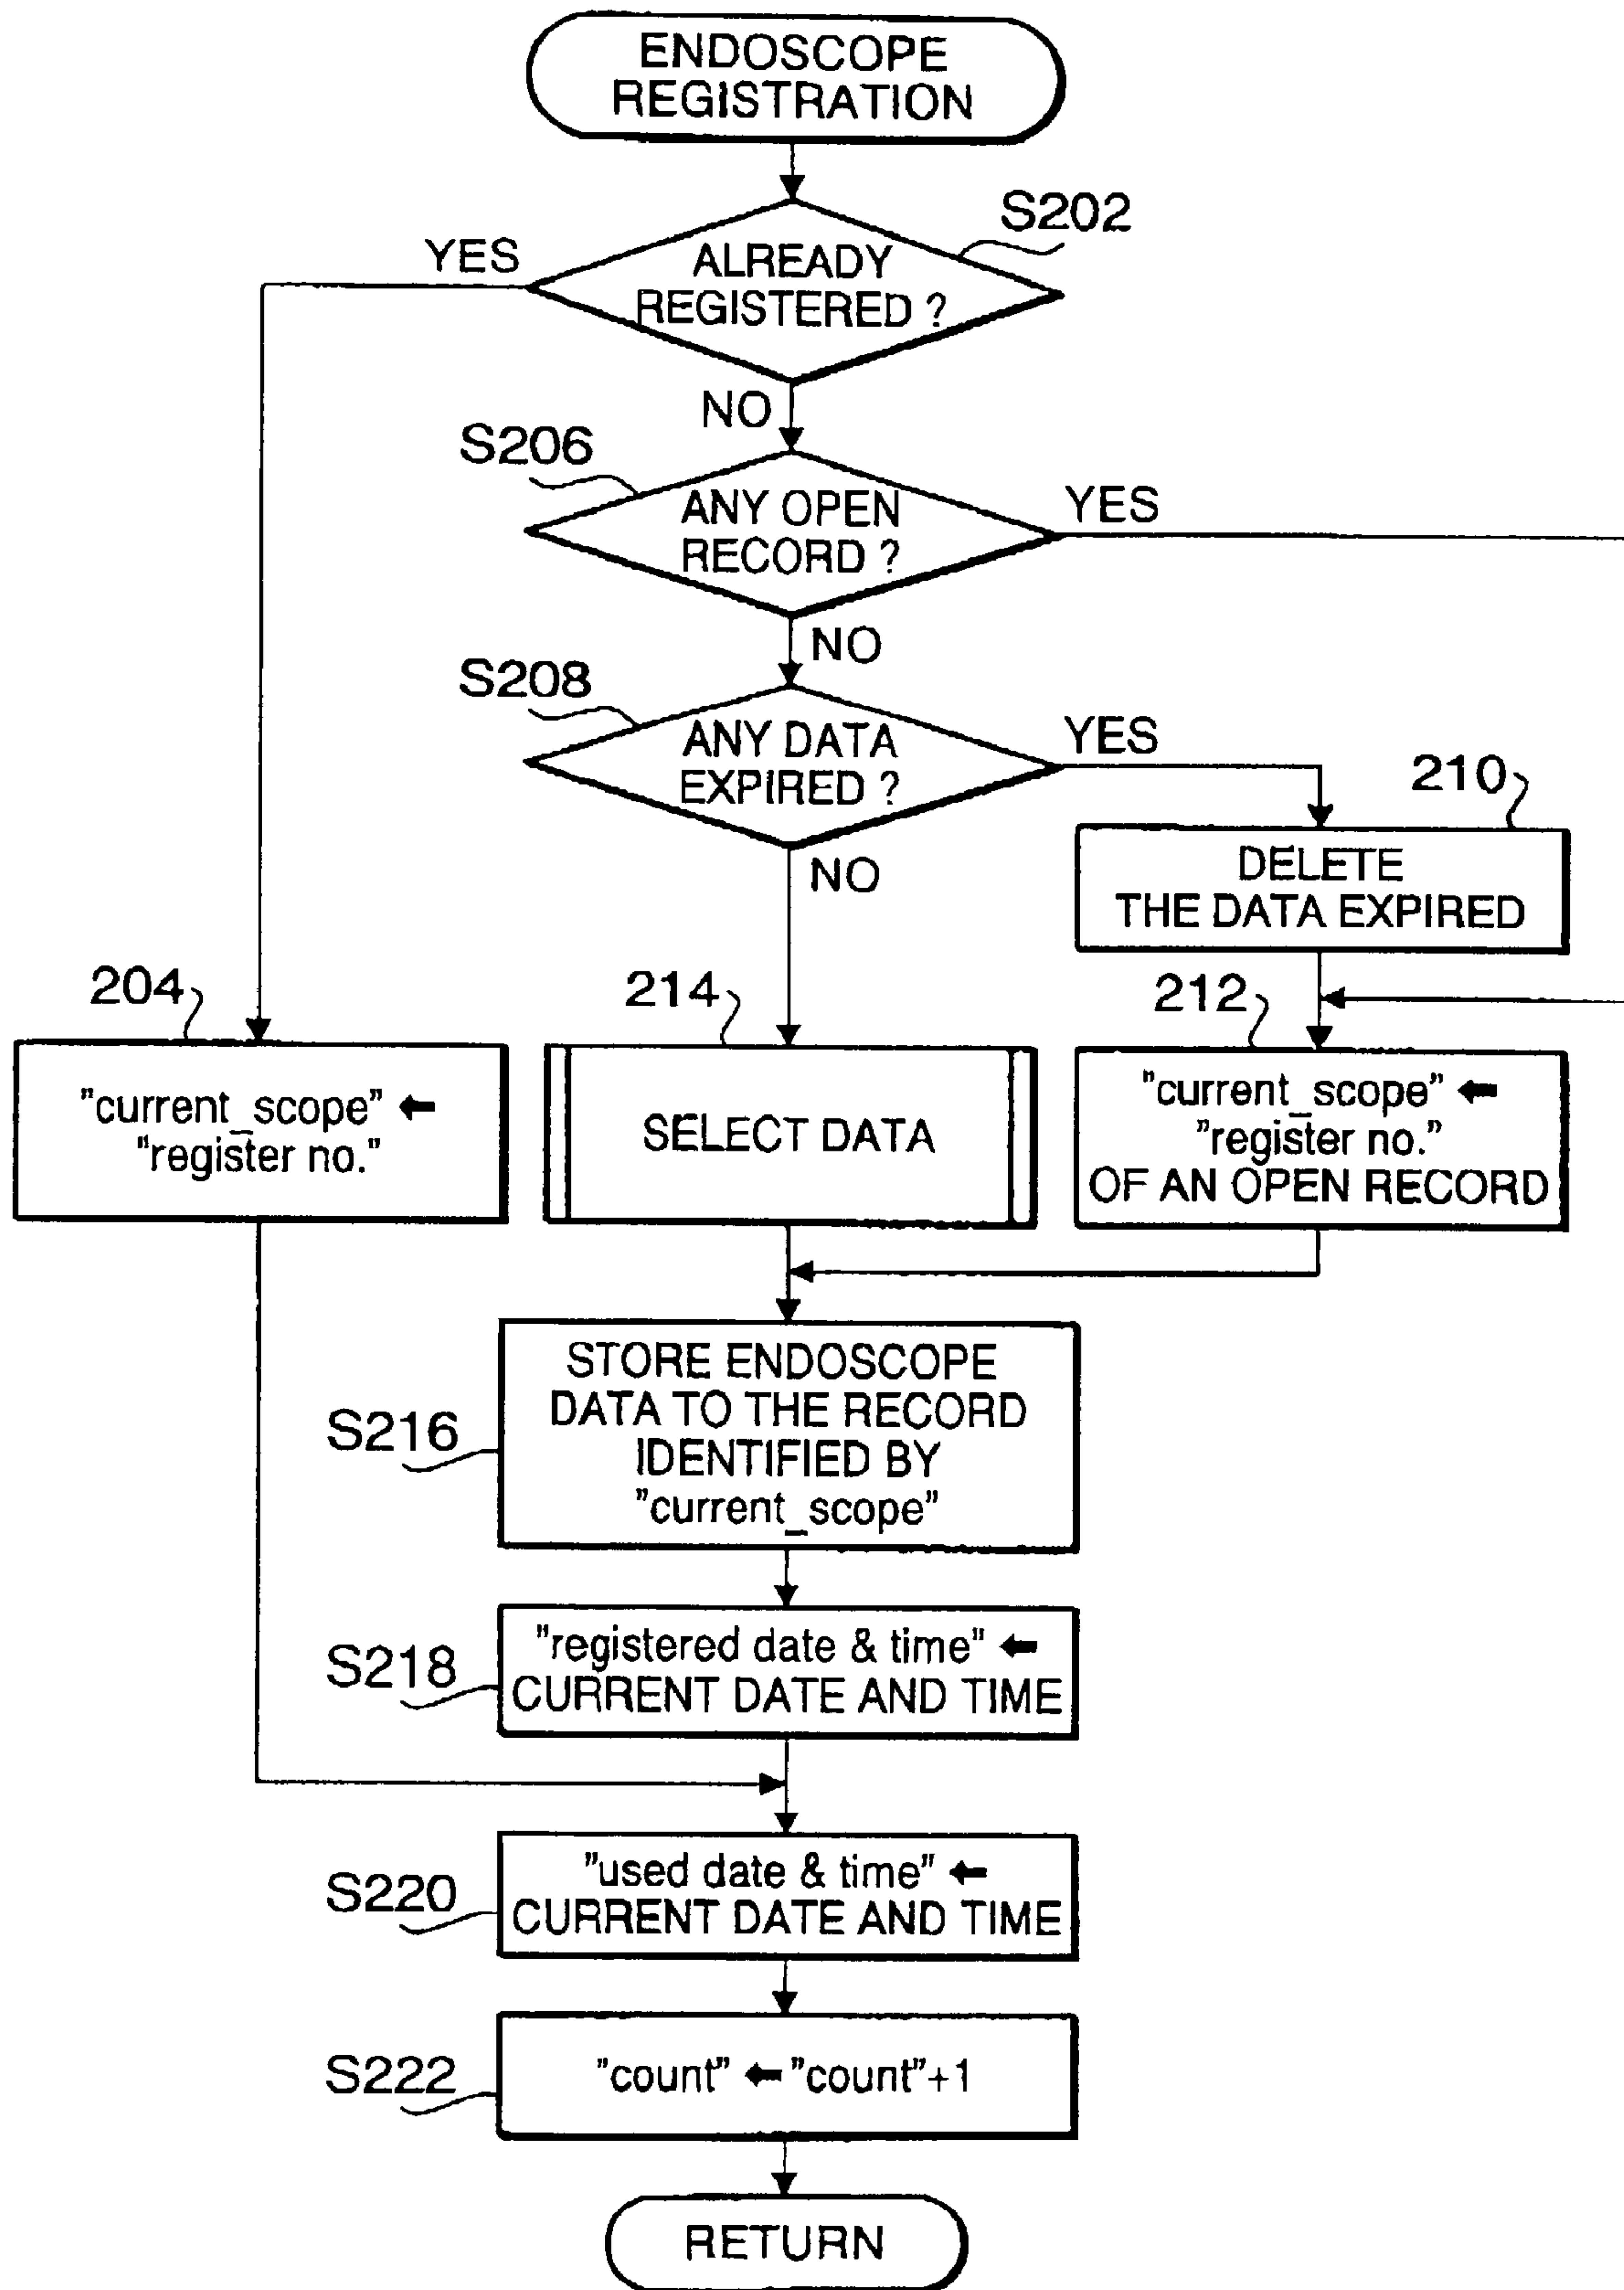 ENDOSCOPE
REGISTRATION
S202
YES
ALREADY
REGISTERED ?
NO
S206
ANY OPEN
RECORD ?
YES
NO
S208
ANY DATA
EXPIRED ?
YES
210
NO
DELETE
THE DATA EXPIRED
204
214
212
"current_scope" ←
"register no."
SELECT DATA
"current_scope" ←
"register no."
OF AN OPEN RECORD
STORE ENDOSCOPE
DATA TO THE RECORD
IDENTIFIED BY
"current_scope"
S216
"registered date & time" ←
CURRENT DATE AND TIME
S218
"used date & time" ←
CURRENT DATE AND TIME
S220
"count" ← "count"+1
S222
RETURN